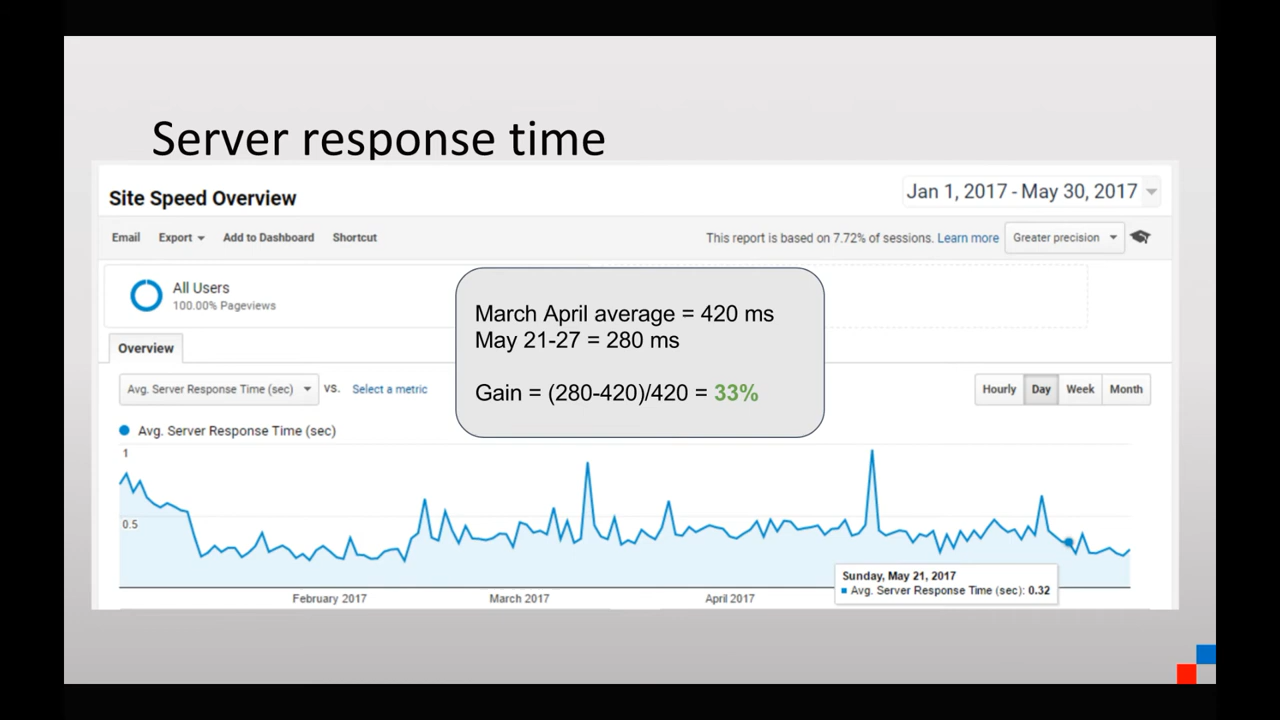 Server response time
Site Speed Overview
Jan 1, 2017 - May 30, 2017
Email Export Add to Dashboard Shortcut
This report is based on 7.72% of sessions. Learn more Greater precision
All Users
100.00% Pageviews
March April average = 420 ms
May 21-27 = 280 ms
Gain = (280-420)/420 = 33%
Overview
Avg. Server Response Time (sec) VS. Select a metric
Hourly Day Week Month
Avg. Server Response Time (sec)
1
0.5
Sunday, May 21, 2017
Avg. Server Response Time (sec): 0.32
February 2017 March 2017 April 2017